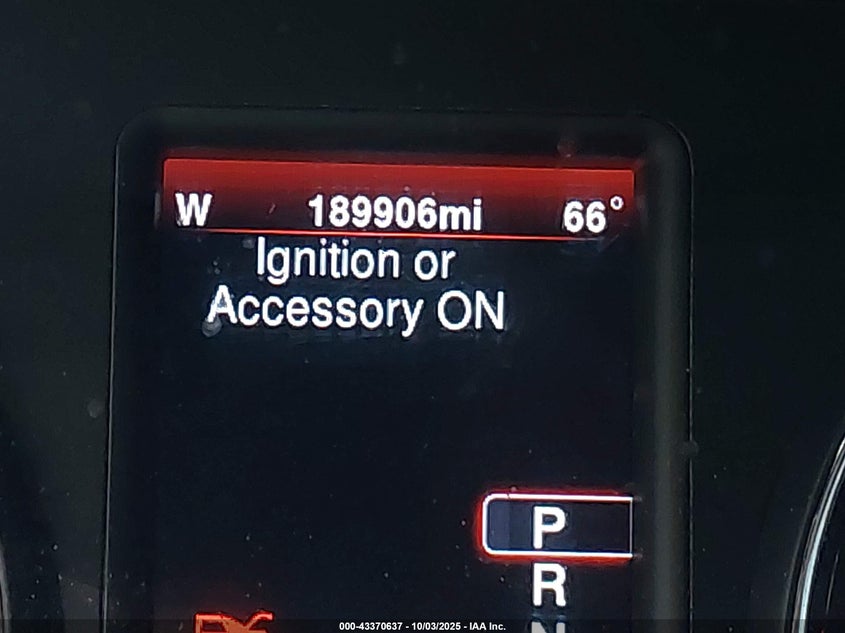 W 189906mi 66°
Ignition or
Accessory ON
P
R
N
000-43370637 - 10/03/2025 - IAA Inc.